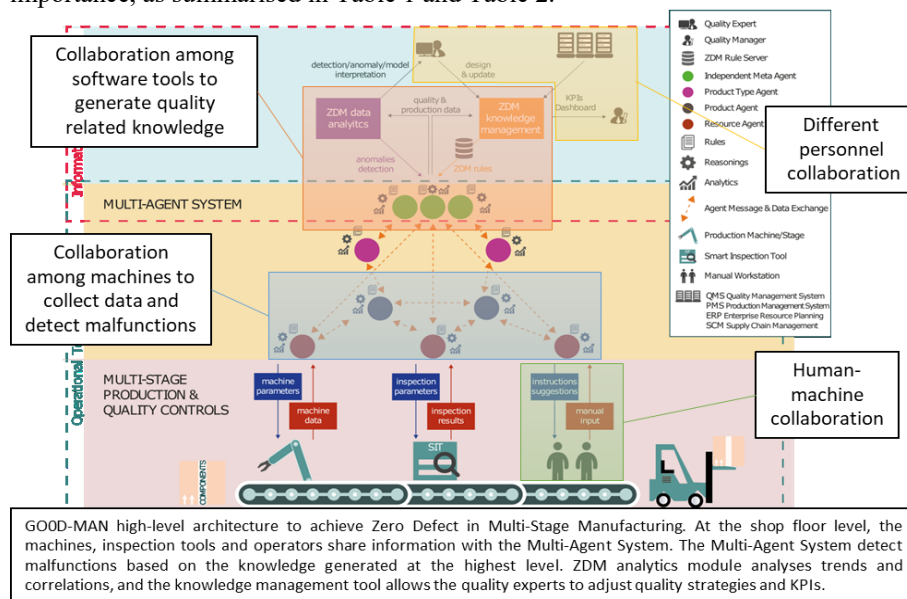 importance, as summarised in Table 1 and Table 2.
Collaboration among
software tools to
generate quality
related knowledge
detection/anomaly/model
interpretation
design
& update
ZDM data
analyitcs
quality &
production data
ZDM
knowledge
management
KPIs
Dashboard
anomalies
detection
ZDM rules
Quality Expert
Quality Manager
ZDM Rule Server
Independent Meta Agent
Product Type Agent
Product Agent
Resource Agent
Rules
Reasonings
Analytics
Agent Message & Data Exchange
Production Machine/Stage
Smart Inspection Tool
Manual Workstation
QMS Quality Management System
PMS Production Management System
ERP Enterprise Resource Planning
SCM Supply Chain Management
Different
personnel
collaboration
MULTI-AGENT SYSTEM
Collaboration
among machines to
collect data and
detect malfunctions
MULTI-STAGE
PRODUCTION &
QUALITY CONTROLS
machine
parameters
machine
data
inspection
parameters
inspection
results
instructions
suggestions
manual
input
Human-
machine
collaboration
SIT
COMPONENTS
Operational
GO0D-MAN high-level architecture to achieve Zero Defect in Multi-Stage Manufacturing. At the shop floor level, the
machines, inspection tools and operators share information with the Multi-Agent System. The Multi-Agent System detect
malfunctions based on the knowledge generated at the highest level. ZDM analytics module analyses trends and
correlations, and the knowledge management tool allows the quality experts to adjust quality strategies and KPIs.